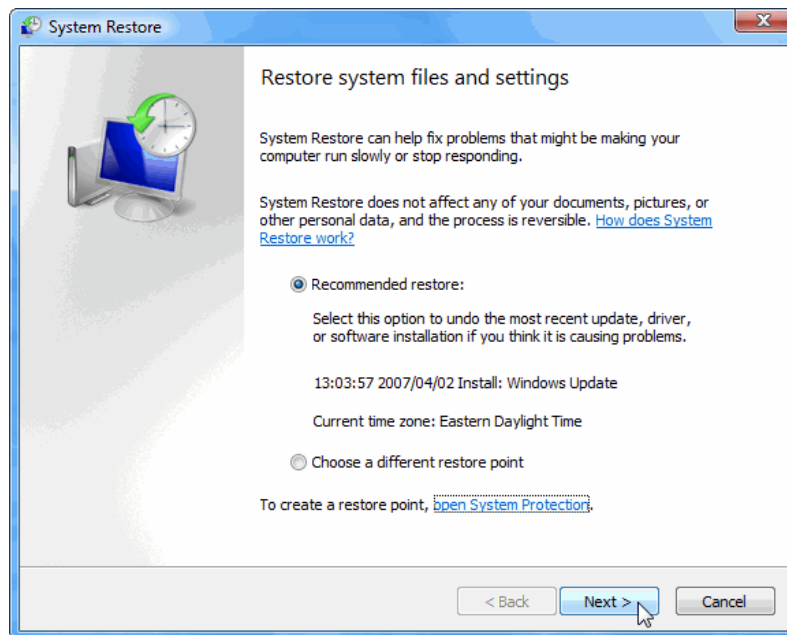 System Restore
Restore system files and settings
System Restore can help fix problems that might be making your
computer run slowly or stop responding.
System Restore does not affect any of your documents, pictures, or
other personal data, and the process is reversible. How does System
Restore work?
Recommended restore:
Select this option to undo the most recent update, driver,
or software installation if you think it is causing problems.
13:03:57 2007/04/02 Install: Windows Update
Current time zone: Eastern Daylight Time
Choose a different restore point
To create a restore point, open System Protection.
< Back Next > Cancel